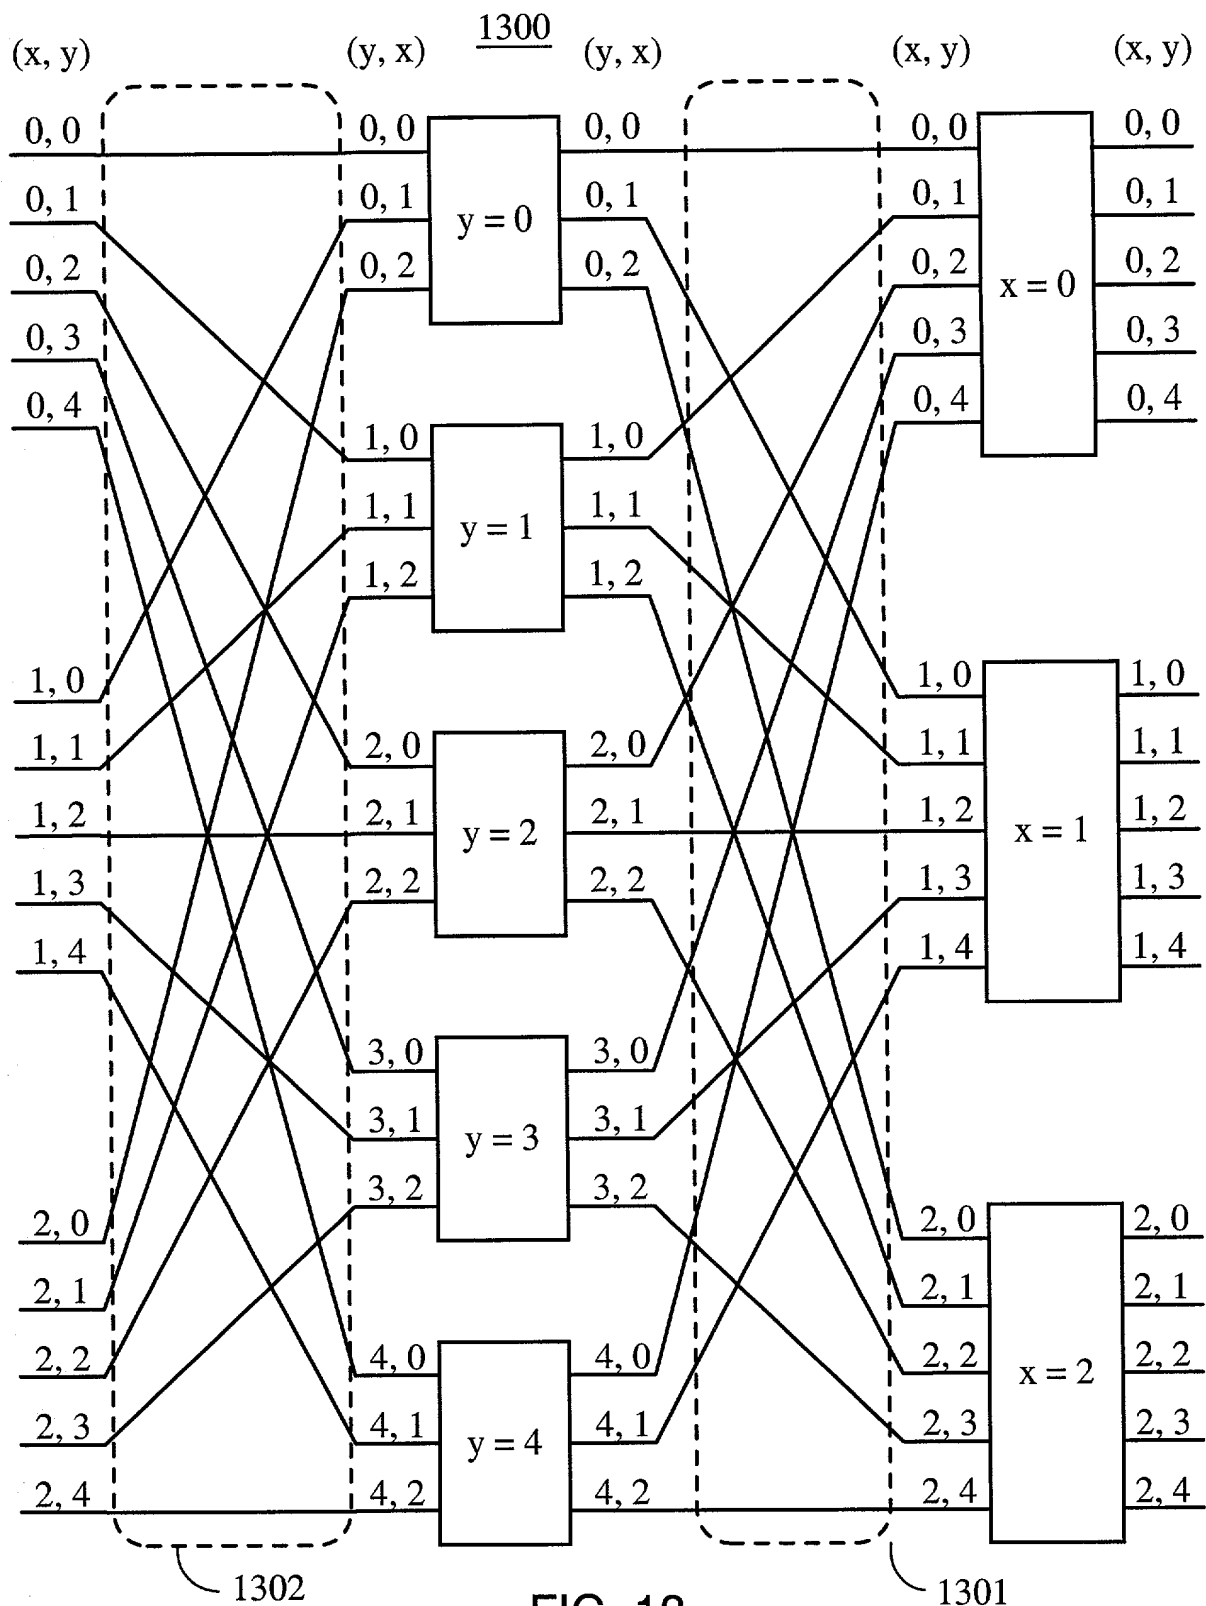 1300
(x, y) (y, x) (y, x) (x, y) (x, y)
0, 0 0, 0 0, 0 0, 0 0, 0
0, 1 0, 1 y = 0 0, 1 0, 1 0, 1
0, 2 0, 2 0, 2 0, 2 x = 0 0, 2
0, 3 0, 3 0, 3
0, 4 0, 4 0, 4
1, 0 1, 0
1, 1 y = 1 1, 1
1, 2 1, 2
1, 0 1, 0 1, 0
1, 1 2, 0 2, 0 1, 1 1, 1
1, 2 2, 1 y = 2 2, 1 1, 2 x = 1 1, 2
1, 3 2, 2 2, 2 1, 3 1, 3
1, 4 1, 4 1, 4
3, 0 3, 0
3, 1 y = 3 3, 1
3, 2 3, 2
2, 0 2, 0 2, 0
2, 1 2, 1 2, 1
2, 2 4, 0 4, 0 2, 2 x = 2 2, 2
2, 3 4, 1 y = 4 4, 1 2, 3 2, 3
2, 4 4, 2 4, 2 2, 4 2, 4
1302 1301
FIG.